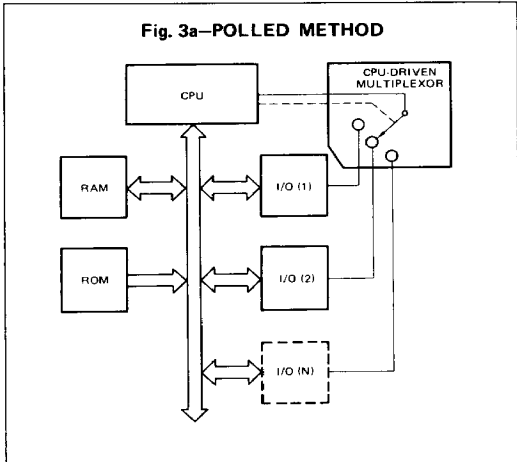 Fig. 3a—POLLED METHOD
CPU-DRIVEN
MULTIPLEXOR
CPU
RAM
I/O (1)
ROM
I/O (2)
I/O (N)